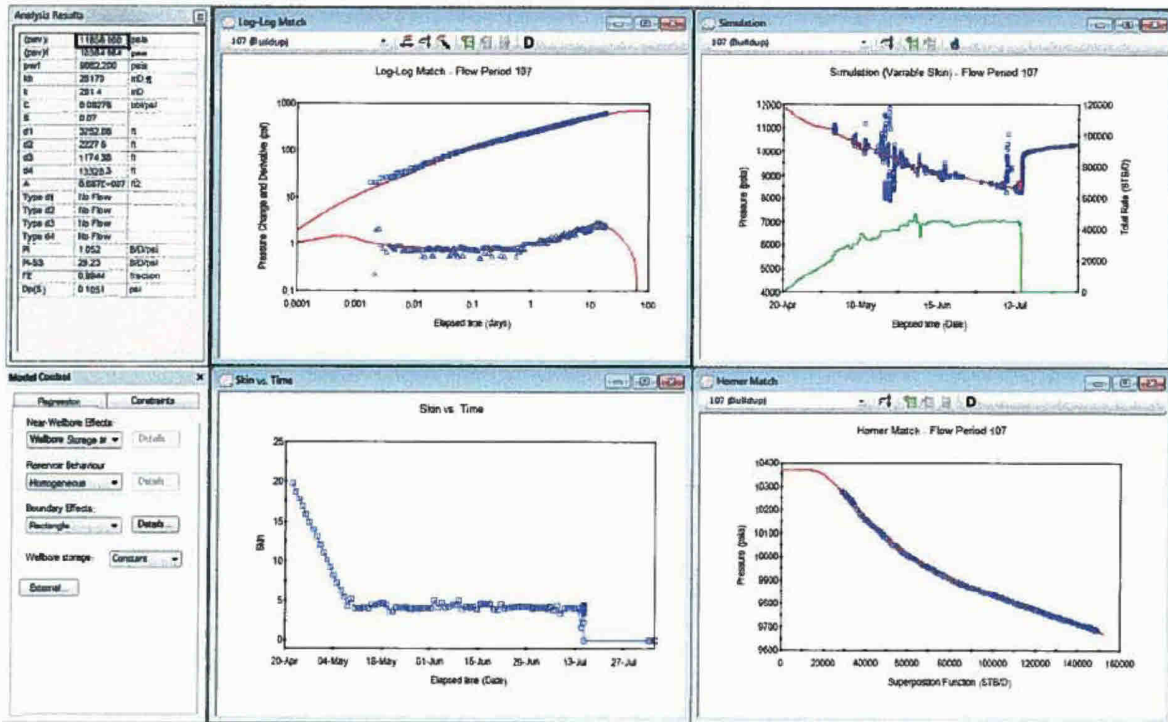 Analysis Results
(pav)i 11856.160 psia
(pav)f psia
pwf 9662.200 psia
kh 28179 mD.ft
k 281.4 mD
C 0.08276 bbl/psi
S 0.07
d1 3252.08 ft
d2 2227.6 ft
d3 1174.38 ft
d4 13328.3 ft
A ft2
Type d1 No Flow
Type d2 No Flow
Type d3 No Flow
Type d4 No Flow
PI 1.052 B/D/psi
PI-SS 29.23 B/D/psi
FE 0.9944 fraction
Dp(S) 0.1051 psi
Model Control
Regression Constraints
Near-Wellbore Effects:
Wellbore Storage Details
Reservoir Behaviour
Homogeneous Details...
Boundary Effects:
Rectangle Details...
Wellbore storage: Constant
External...
Log-Log Match
107 (Buildup) D
Log-Log Match - Flow Period 107
Pressure Change and Derivative (psi)
1000
100
10
1
0.1
0.0001 0.001 0.01 0.1 1 10 100
Elapsed time (days)
Simulation
107 (Buildup)
Simulation (Variable Skin) - Flow Period 107
Pressure (psia)
12000
11000
10000
9000
8000
7000
6000
5000
4000
120000
100000
80000
60000
40000
20000
0
Total Rate (STB/D)
20-Apr 15-Jun
Elapsed time (Date)
Skin vs. Time
Skin vs. Time
Skin
25
20
15
10
5
0
20-Apr 04-May 18-May 01-Jun 15-Jun 29-Jun 13-Jul 27-Jul
Elapsed time (Date)
Horner Match
107 (Buildup) D
Horner Match - Flow Period 107
Pressure (psia)
10400
10300
10200
10100
10000
9900
9800
9700
9600
0 20000 40000 60000 80000 100000 120000 140000 160000
Superposition Function (STB/D)